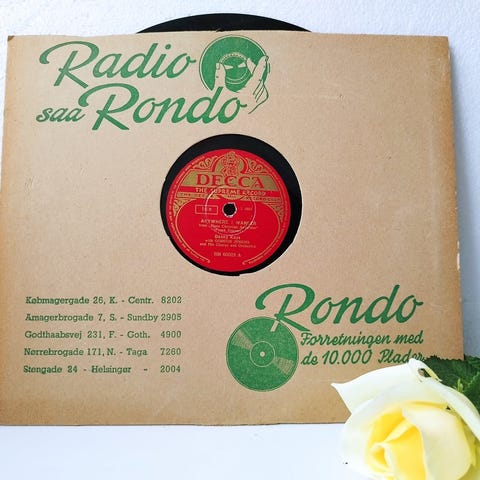 Radio
saa Rondo
DECCA
THE SUPREME RECORD
ANYWHERE I WANDER
Danny Kaye
with GORDON JENKINS
and His Chorus and Orchestra
Købmagergade 26, K. - Centr. 8202
Amagerbrogade 7, S. - Sundby 2905
Godthaabsvej 231, F. - Goth. 4900
Nørrebrogade 171, N. - Taga 7260
Stengade 24 - Helsingør - 2004
Rondo
Forretningen med
de 10.000 Plader